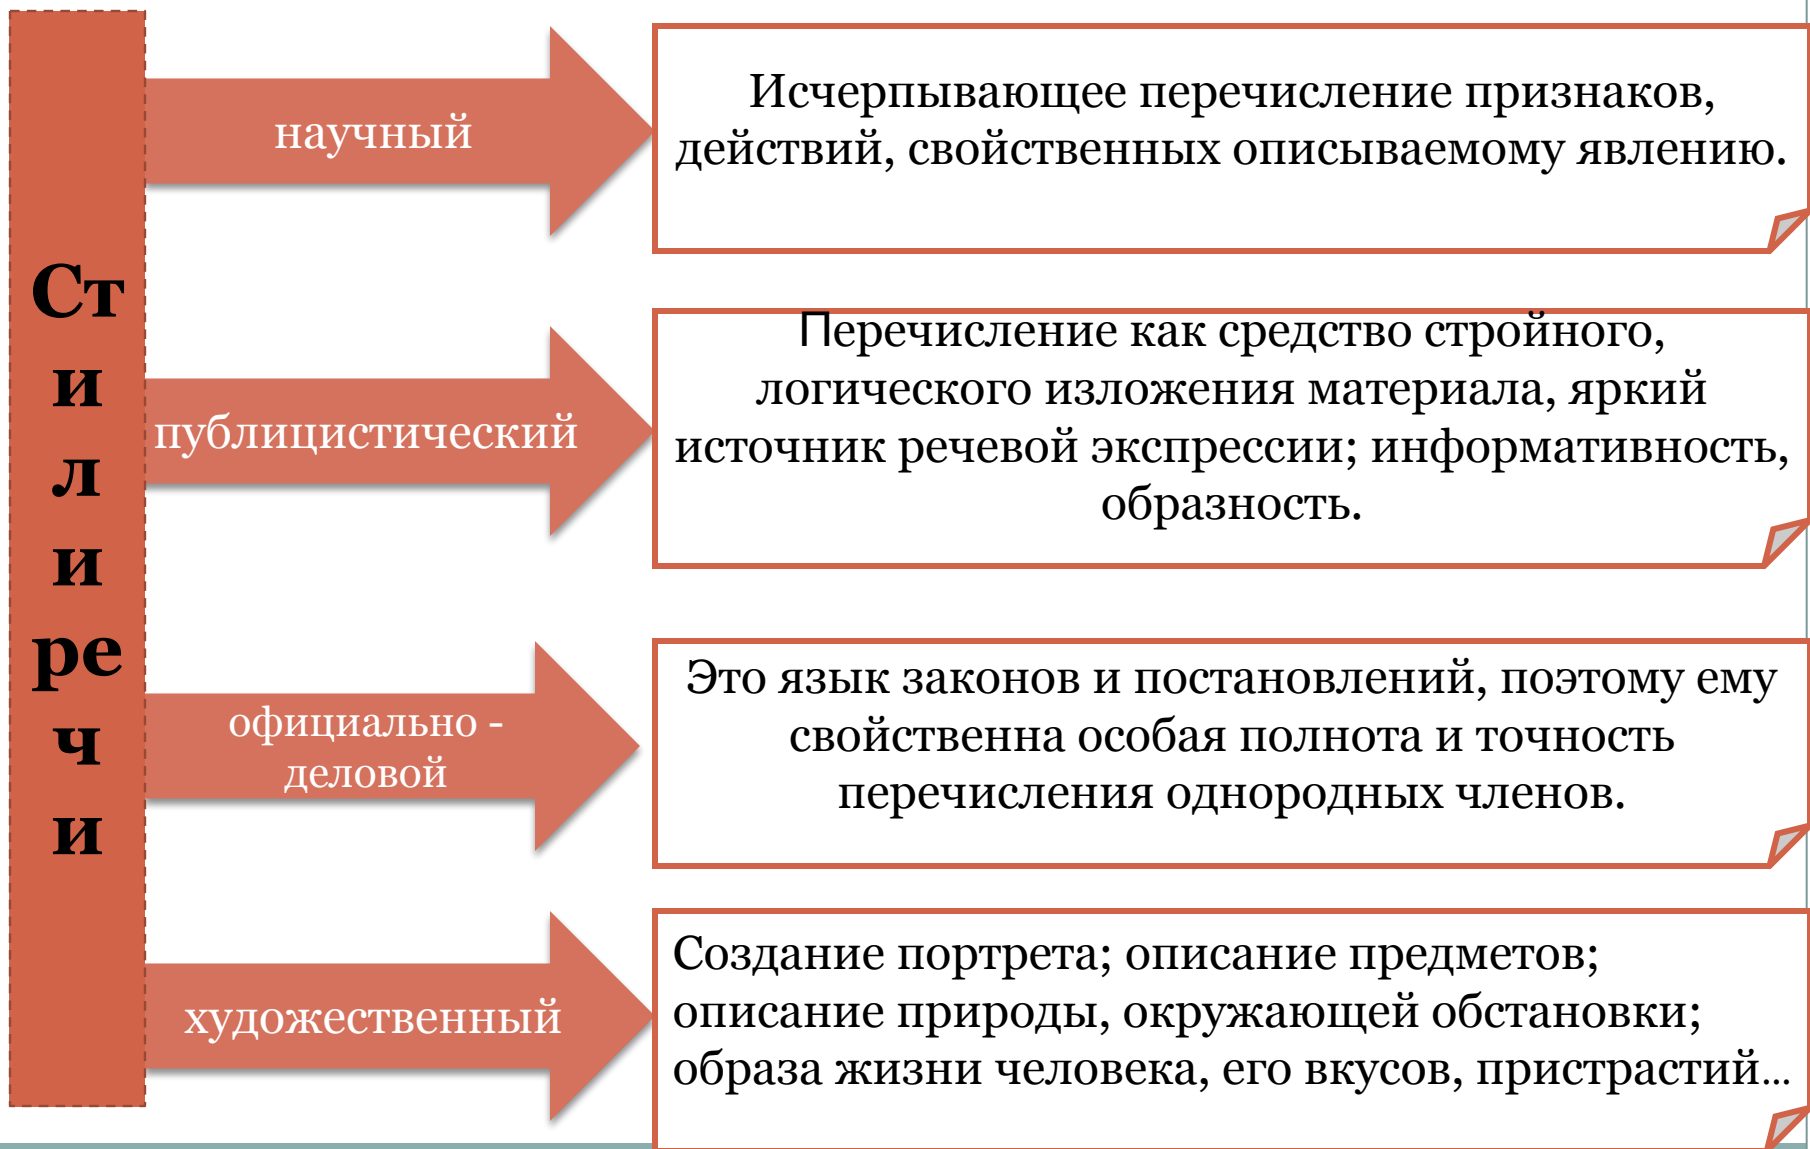 Ст
и
л
и
ре
ч
и
научный
Исчерпывающее перечисление признаков,
действий, свойственных описываемому явлению.
публицистический
Перечисление как средство стройного,
логического изложения материала, яркий
источник речевой экспрессии; информативность,
образность.
официально -
деловой
Это язык законов и постановлений, поэтому ему
свойственна особая полнота и точность
перечисления однородных членов.
художественный
Создание портрета; описание предметов;
описание природы, окружающей обстановки;
образа жизни человека, его вкусов, пристрастий...